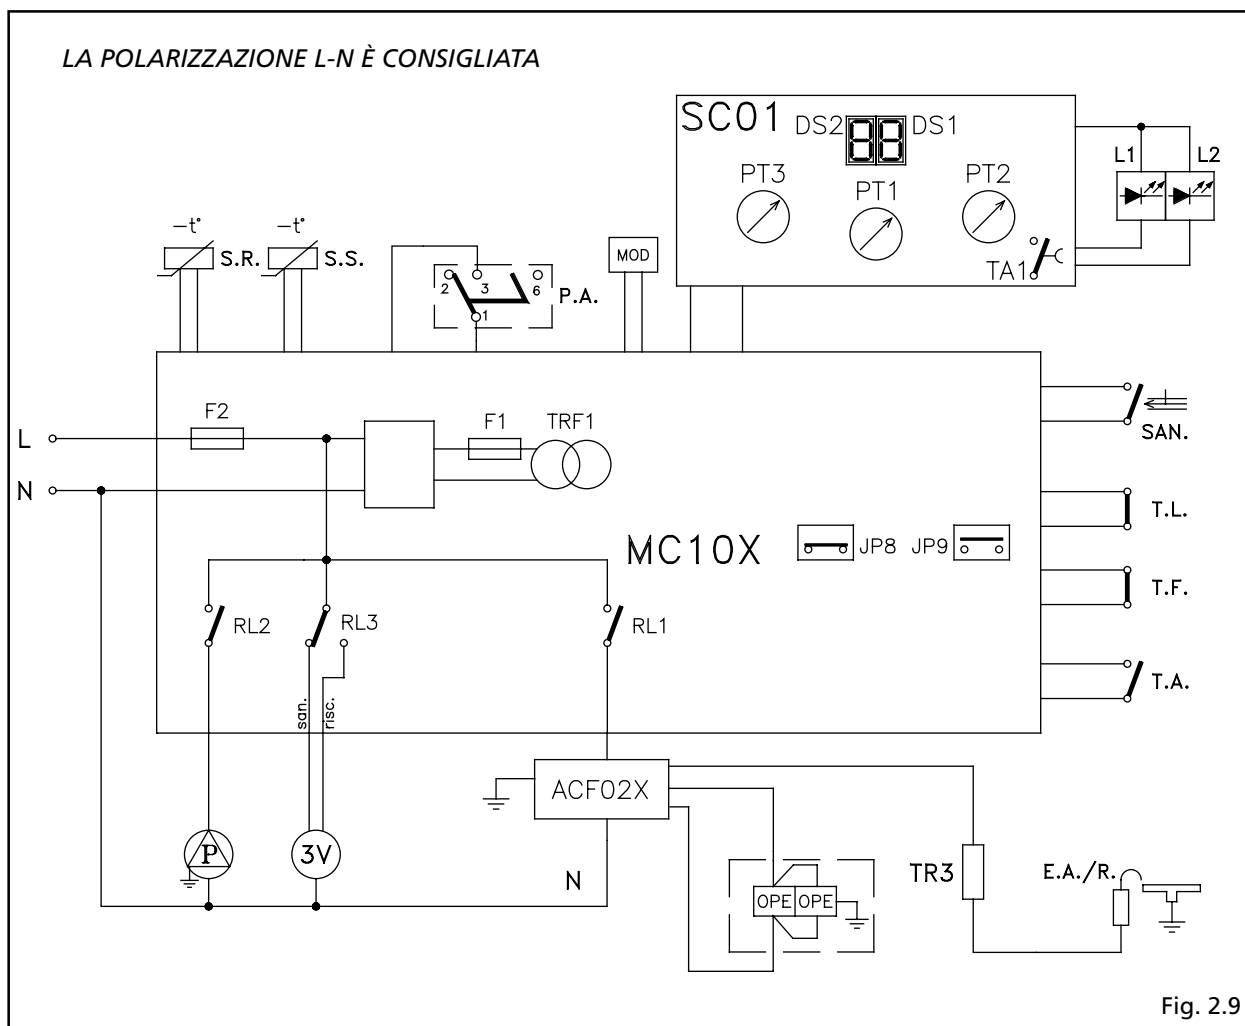 LA POLARIZZAZIONE L-N È CONSIGLIATA
SC01
DS2
DS1
PT3
PT1
PT2
TA1
L1
L2
-t°
S.R.
-t°
S.S.
2
3
6
1
P.A.
MOD
F2
F1
TRF1
L
N
SAN.
T.L.
MC10X
JP8
JP9
T.F.
RL2
RL3
RL1
T.A.
san.
risc.
ACF02X
P
3V
N
OPE
OPE
TR3
E.A./R.
Fig. 2.9